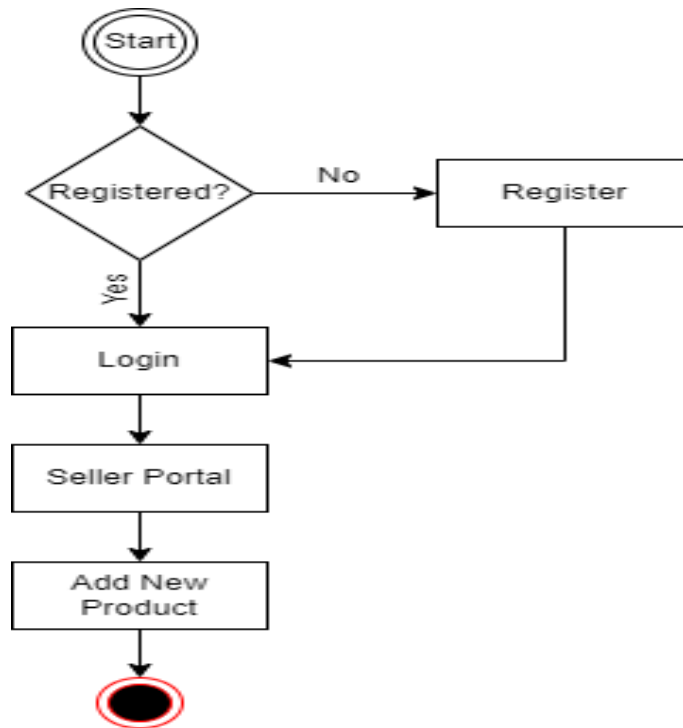 Start
Registered?
No
Register
Yes
Login
Seller Portal
Add New
Product